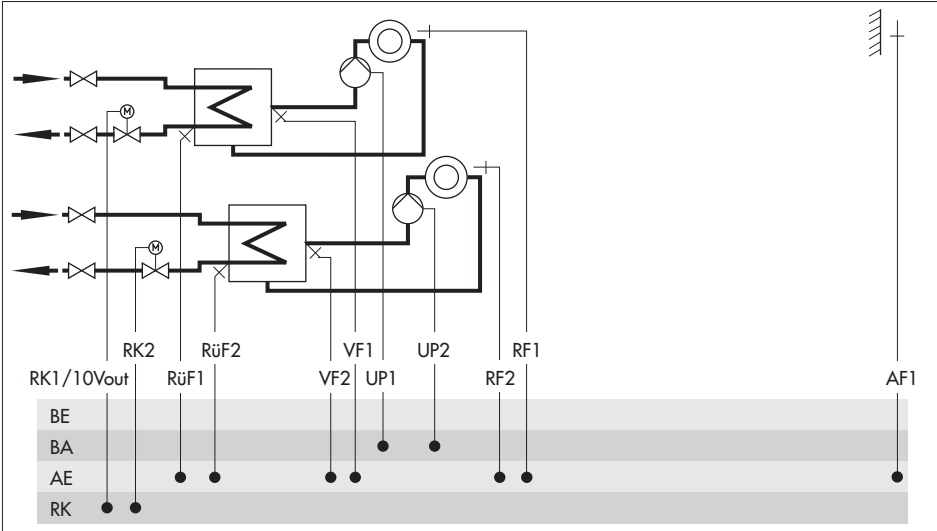 M
M
RK2 RüF2 VF1 UP2 RF1
RK1/10Vout RüF1 VF2 UP1 RF2 AF1
BE
BA
AE
RK